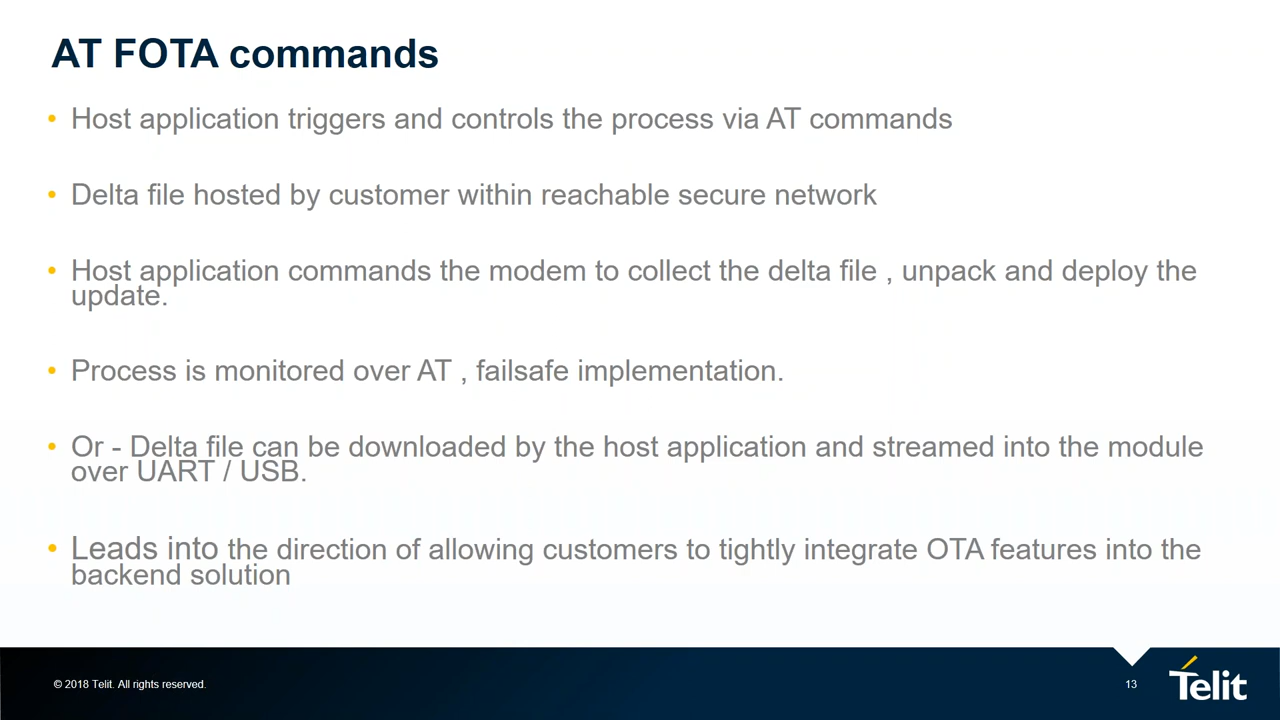 AT FOTA commands
• Host application triggers and controls the process via AT commands
• Delta file hosted by customer within reachable secure network
• Host application commands the modem to collect the delta file , unpack and deploy the
update.
• Process is monitored over AT , failsafe implementation.
• Or - Delta file can be downloaded by the host application and streamed into the module
over UART / USB.
• Leads into the direction of allowing customers to tightly integrate OTA features into the
backend solution
© 2018 Telit. All rights reserved.
13
Telit